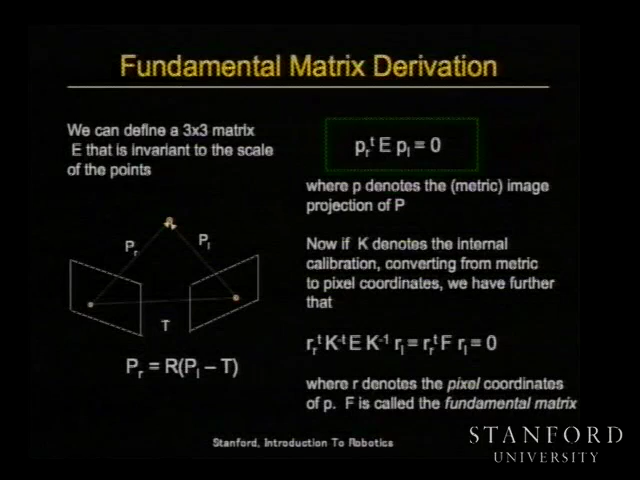 Fundamental Matrix Derivation
We can define a 3x3 matrix
E that is invariant to the scale
of the points
pᵣᵗ E pₗ = 0
where p denotes the (metric) image
projection of P
Pᵣ
Pₗ
T
Pᵣ = R(Pₗ – T)
Now if K denotes the internal
calibration, converting from metric
to pixel coordinates, we have further
that
rᵣᵗ K⁻ᵗ E K⁻¹ rₗ = rᵣᵗ F rₗ = 0
where r denotes the pixel coordinates
of p. F is called the fundamental matrix
Stanford, Introduction To Robotics
STANFORD
UNIVERSITY